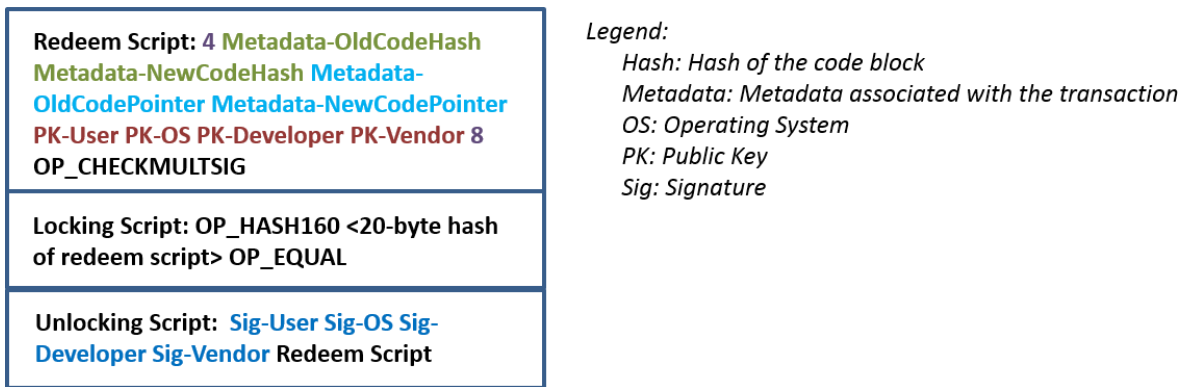 Redeem Script: 4 Metadata-OldCodeHash
Metadata-NewCodeHash Metadata-
OldCodePointer Metadata-NewCodePointer
PK-User PK-OS PK-Developer PK-Vendor 8
OP_CHECKMULTSIG
Locking Script: OP_HASH160 <20-byte hash
of redeem script> OP_EQUAL
Unlocking Script: Sig-User Sig-OS Sig-
Developer Sig-Vendor Redeem Script
Legend:
Hash: Hash of the code block
Metadata: Metadata associated with the transaction
OS: Operating System
PK: Public Key
Sig: Signature